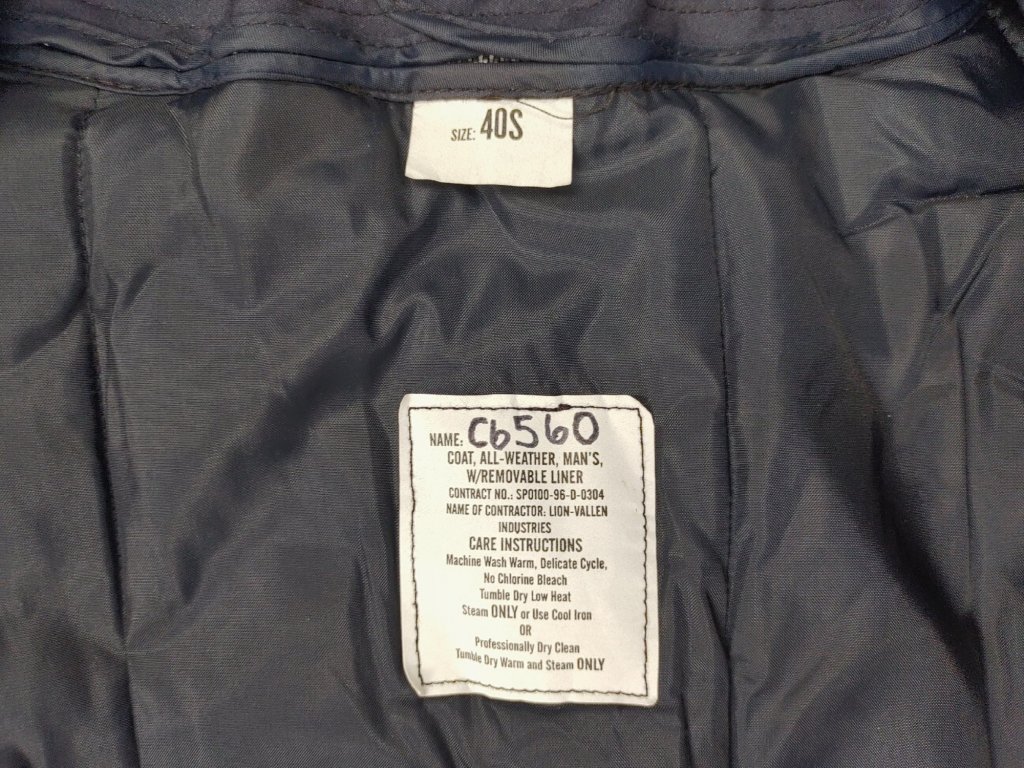 SIZE: 40S
NAME: C6560
COAT, ALL-WEATHER, MAN'S,
W/REMOVABLE LINER
CONTRACT NO.: SPO100-96-D-0304
NAME OF CONTRACTOR: LION-VALLEN
INDUSTRIES
CARE INSTRUCTIONS
Machine Wash Warm, Delicate Cycle,
No Chlorine Bleach
Tumble Dry Low Heat
Steam ONLY or Use Cool Iron
OR
Professionally Dry Clean
Tumble Dry Warm and Steam ONLY